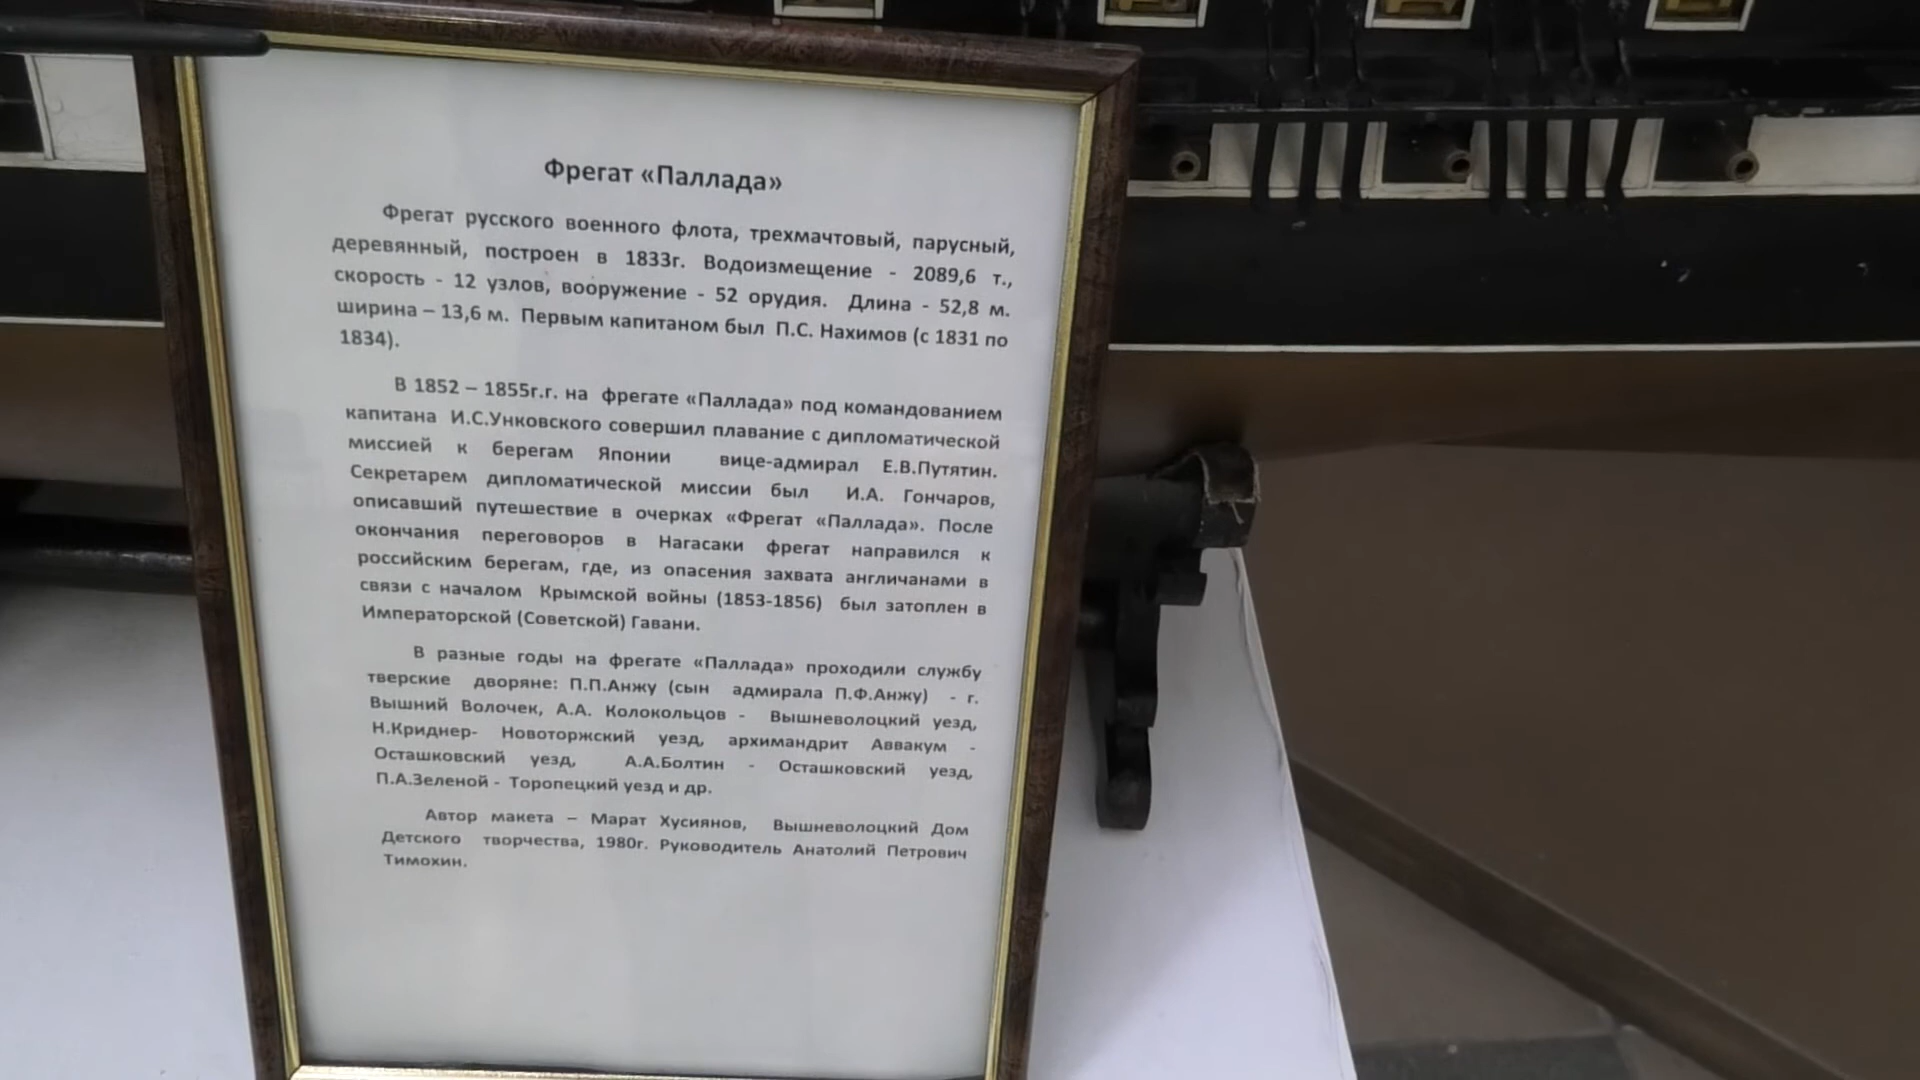 Фрегат «Паллада»
Фрегат русского военного флота, трехмачтовый, парусный,
деревянный, построен в 1833г. Водоизмещение - 2089,6 т.,
скорость - 12 узлов, вооружение - 52 орудия. Длина - 52,8 м.
ширина – 13,6 м. Первым капитаном был П.С. Нахимов (с 1831 по
1834).
В 1852 – 1855г.г. на фрегате «Паллада» под командованием
капитана И.С.Унковского совершил плавание с дипломатической
миссией к берегам Японии вице-адмирал Е.В.Путятин.
Секретарем дипломатической миссии был И.А. Гончаров,
описавший путешествие в очерках «Фрегат «Паллада». После
окончания переговоров в Нагасаки фрегат направился к
российским берегам, где, из опасения захвата англичанами в
связи с началом Крымской войны (1853-1856) был затоплен в
Императорской (Советской) Гавани.
В разные годы на фрегате «Паллада» проходили службу
тверские дворяне: П.П.Анжу (сын адмирала П.Ф.Анжу) - г.
Вышний Волочек, А.А. Колокольцов - Вышневолоцкий уезд,
Н.Криднер- Новоторжский уезд, архимандрит Аввакум -
Осташковский уезд, А.А.Болтин - Осташковский уезд,
П.А.Зеленой - Торопецкий уезд и др.
Автор макета – Марат Хусиянов, Вышневолоцкий Дом
Детского творчества, 1980г. Руководитель Анатолий Петрович
Тимохин.